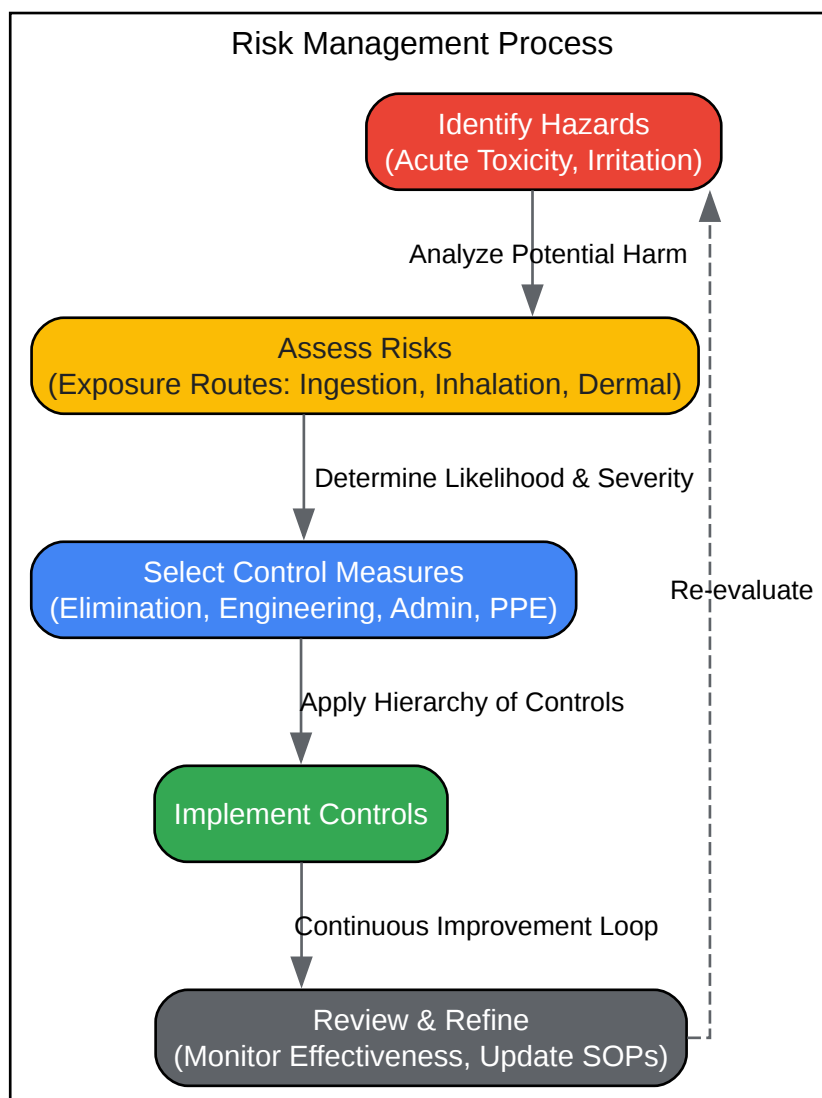 Risk Management Process
Identify Hazards
(Acute Toxicity, Irritation)
Analyze Potential Harm
Assess Risks
(Exposure Routes: Ingestion, Inhalation, Dermal)
Determine Likelihood & Severity
Select Control Measures
(Elimination, Engineering, Admin, PPE)
Re-evaluate
Apply Hierarchy of Controls
Implement Controls
Continuous Improvement Loop
Review & Refine
(Monitor Effectiveness, Update SOPs)